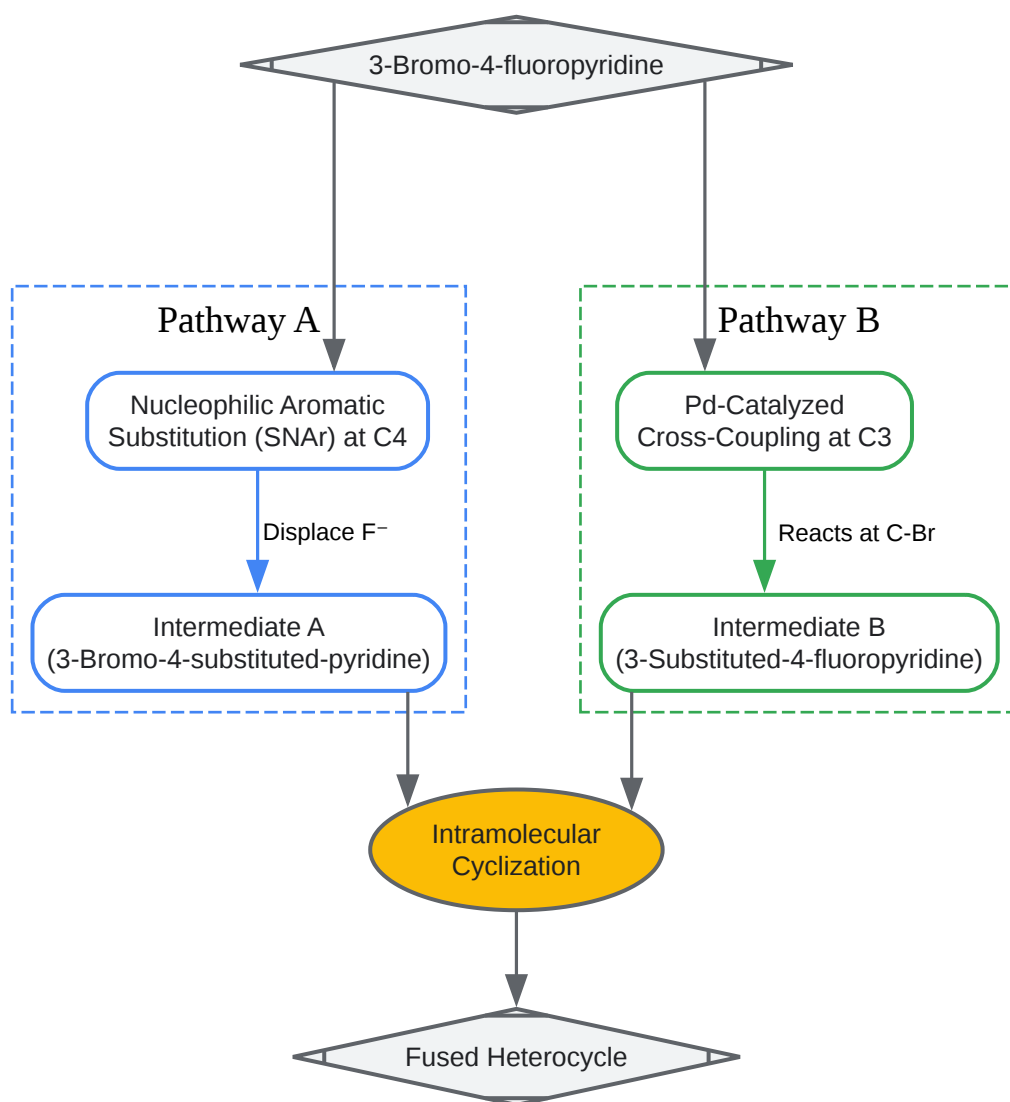 3-Bromo-4-fluoropyridine
Pathway A
Pathway B
Nucleophilic Aromatic
Substitution (SNAr) at C4
Pd-Catalyzed
Cross-Coupling at C3
Displace F⁻
Reacts at C-Br
Intermediate A
(3-Bromo-4-substituted-pyridine)
Intermediate B
(3-Substituted-4-fluoropyridine)
Intramolecular
Cyclization
Fused Heterocycle